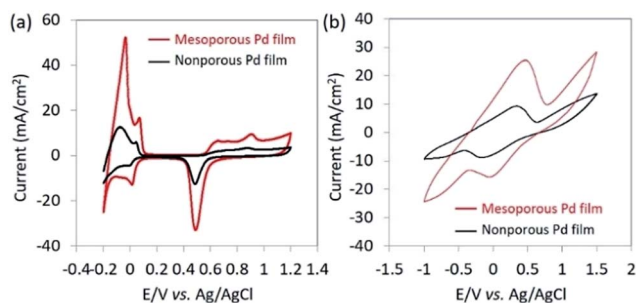 (a)
60
40
20
0
-20
-40
Current (mA/cm²)
Mesoporous Pd film
Nonporous Pd film
-0.4-0.2 0 0.2 0.4 0.6 0.8 1 1.2 1.4
E/V vs. Ag/AgCl
(b)
40
30
20
10
0
-10
-20
-30
-40
Current (mA/cm²)
Mesoporous Pd film
Nonporous Pd film
-1.5 -1 -0.5 0 0.5 1 1.5 2
E/V vs. Ag/AgCl